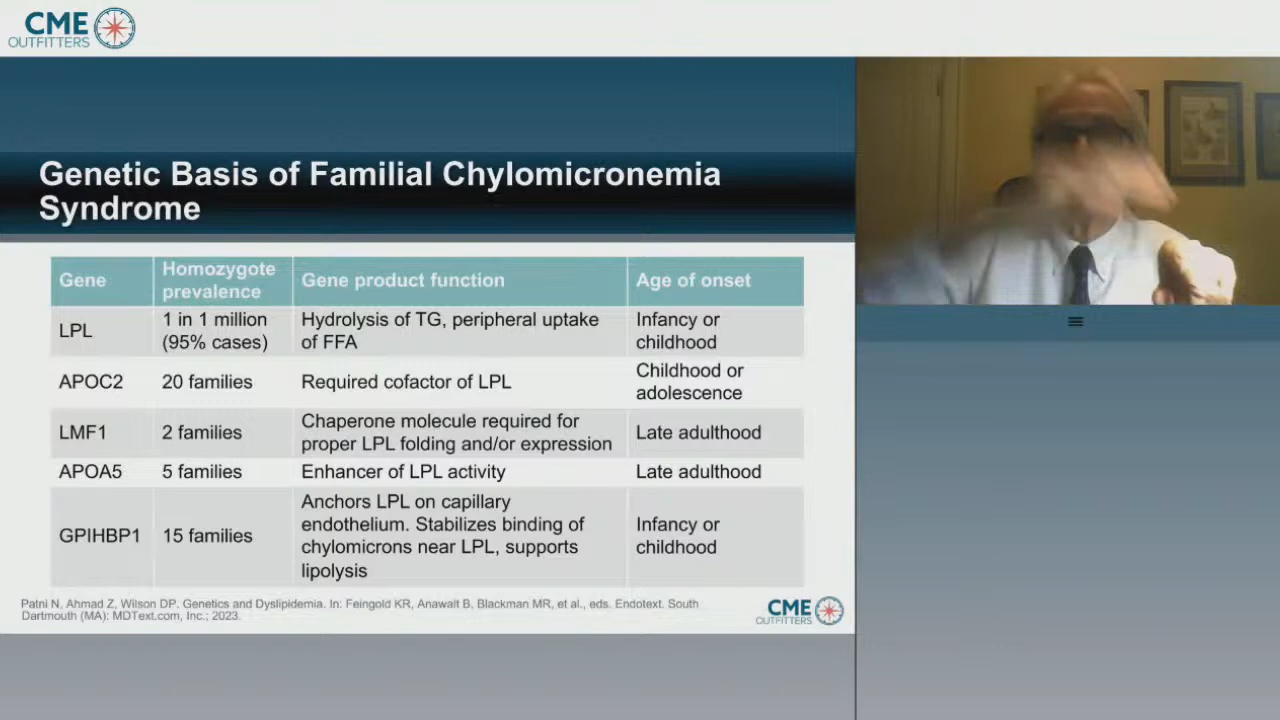 CME
OUTFITTERS
Genetic Basis of Familial Chylomicronemia
Syndrome
Gene
Homozygote
prevalence
Gene product function
Age of onset
LPL
1 in 1 million
(95% cases)
Hydrolysis of TG, peripheral uptake
of FFA
Infancy or
childhood
APOC2
20 families
Required cofactor of LPL
Childhood or
adolescence
LMF1
2 families
Chaperone molecule required for
proper LPL folding and/or expression
Late adulthood
APOA5
5 families
Enhancer of LPL activity
Late adulthood
GPIHBP1
15 families
Anchors LPL on capillary
endothelium. Stabilizes binding of
chylomicrons near LPL, supports
lipolysis
Infancy or
childhood
Patni N, Ahmad Z, Wilson DP. Genetics and Dyslipidemia. In: Feingold KR, Anawalt B, Blackman MR, et al., eds. Endotext. South
Dartmouth (MA): MDText.com, Inc.; 2023.
CME
OUTFITTERS